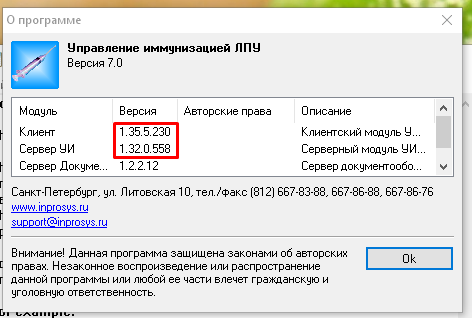 О программе
Управление иммунизацией ЛПУ
Версия 7.0
Модуль Версия Авторские права Описание
Клиент 1.35.5.230 Клиентский модуль У...
Сервер УИ 1.32.0.558 Серверный модуль УИ...
Сервер Докуме... 1.2.2.12 Сервер документообо...
Санкт-Петербург, ул. Литовская 10, тел./факс (812) 667-83-88, 667-86-88, 667-86-76
www.inprosys.ru
support@inprosys.ru
Внимание! Данная программа защищена законами об авторских
правах. Незаконное воспроизведение или распространение
данной программы или любой ее части влечет гражданскую и
уголовную ответственность.
Ok